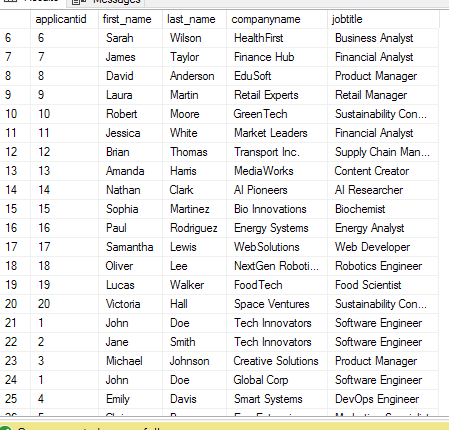 applicantid first_name last_name companyname jobtitle
6 6 Sarah Wilson HealthFirst Business Analyst
7 7 James Taylor Finance Hub Financial Analyst
8 8 David Anderson EduSoft Product Manager
9 9 Laura Martin Retail Experts Retail Manager
10 10 Robert Moore GreenTech Sustainability Con...
11 11 Jessica White Market Leaders Financial Analyst
12 12 Brian Thomas Transport Inc. Supply Chain Man...
13 13 Amanda Harris MediaWorks Content Creator
14 14 Nathan Clark AI Pioneers AI Researcher
15 15 Sophia Martinez Bio Innovations Biochemist
16 16 Paul Rodriguez Energy Systems Energy Analyst
17 17 Samantha Lewis WebSolutions Web Developer
18 18 Oliver Lee NextGen Roboti... Robotics Engineer
19 19 Lucas Walker FoodTech Food Scientist
20 20 Victoria Hall Space Ventures Sustainability Con...
21 1 John Doe Tech Innovators Software Engineer
22 2 Jane Smith Tech Innovators Software Engineer
23 3 Michael Johnson Creative Solutions Product Manager
24 1 John Doe Global Corp Software Engineer
25 4 Emily Davis Smart Systems DevOps Engineer